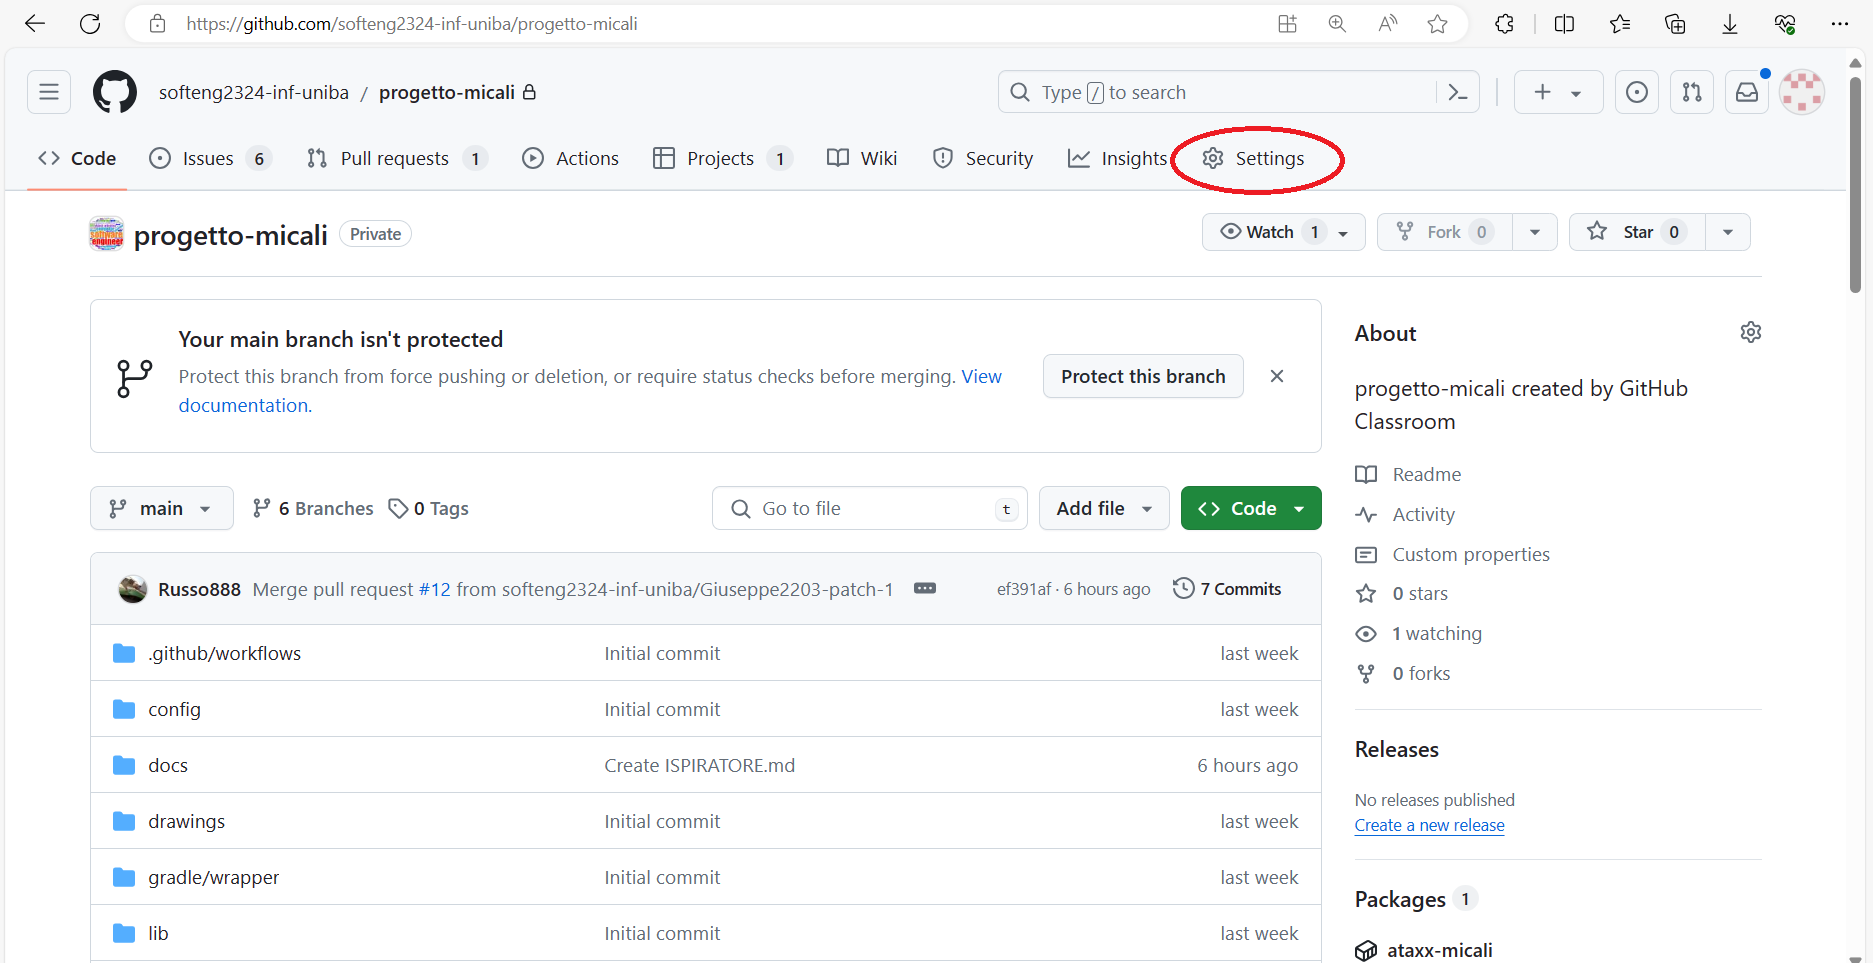 https://github.com/softeng2324-inf-uniba/progetto-micali
softeng2324-inf-uniba / progetto-micali
Type / to search
Code
Issues 6
Pull requests 1
Actions
Projects 1
Wiki
Security
Insights
Settings
progetto-micali Private
Watch 1
Fork 0
Star 0
Your main branch isn't protected
Protect this branch from force pushing or deletion, or require status checks before merging. View
documentation.
Protect this branch
main
6 Branches
0 Tags
Go to file t
Add file
Code
Russo888 Merge pull request #12 from softeng2324-inf-uniba/Giuseppe2203-patch-1
ef391af · 6 hours ago
7 Commits
.github/workflows Initial commit last week
config Initial commit last week
docs Create ISPIRATORE.md 6 hours ago
drawings Initial commit last week
gradle/wrapper Initial commit last week
lib Initial commit last week
About
progetto-micali created by GitHub
Classroom
Readme
Activity
Custom properties
0 stars
1 watching
0 forks
Releases
No releases published
Create a new release
Packages 1
ataxx-micali